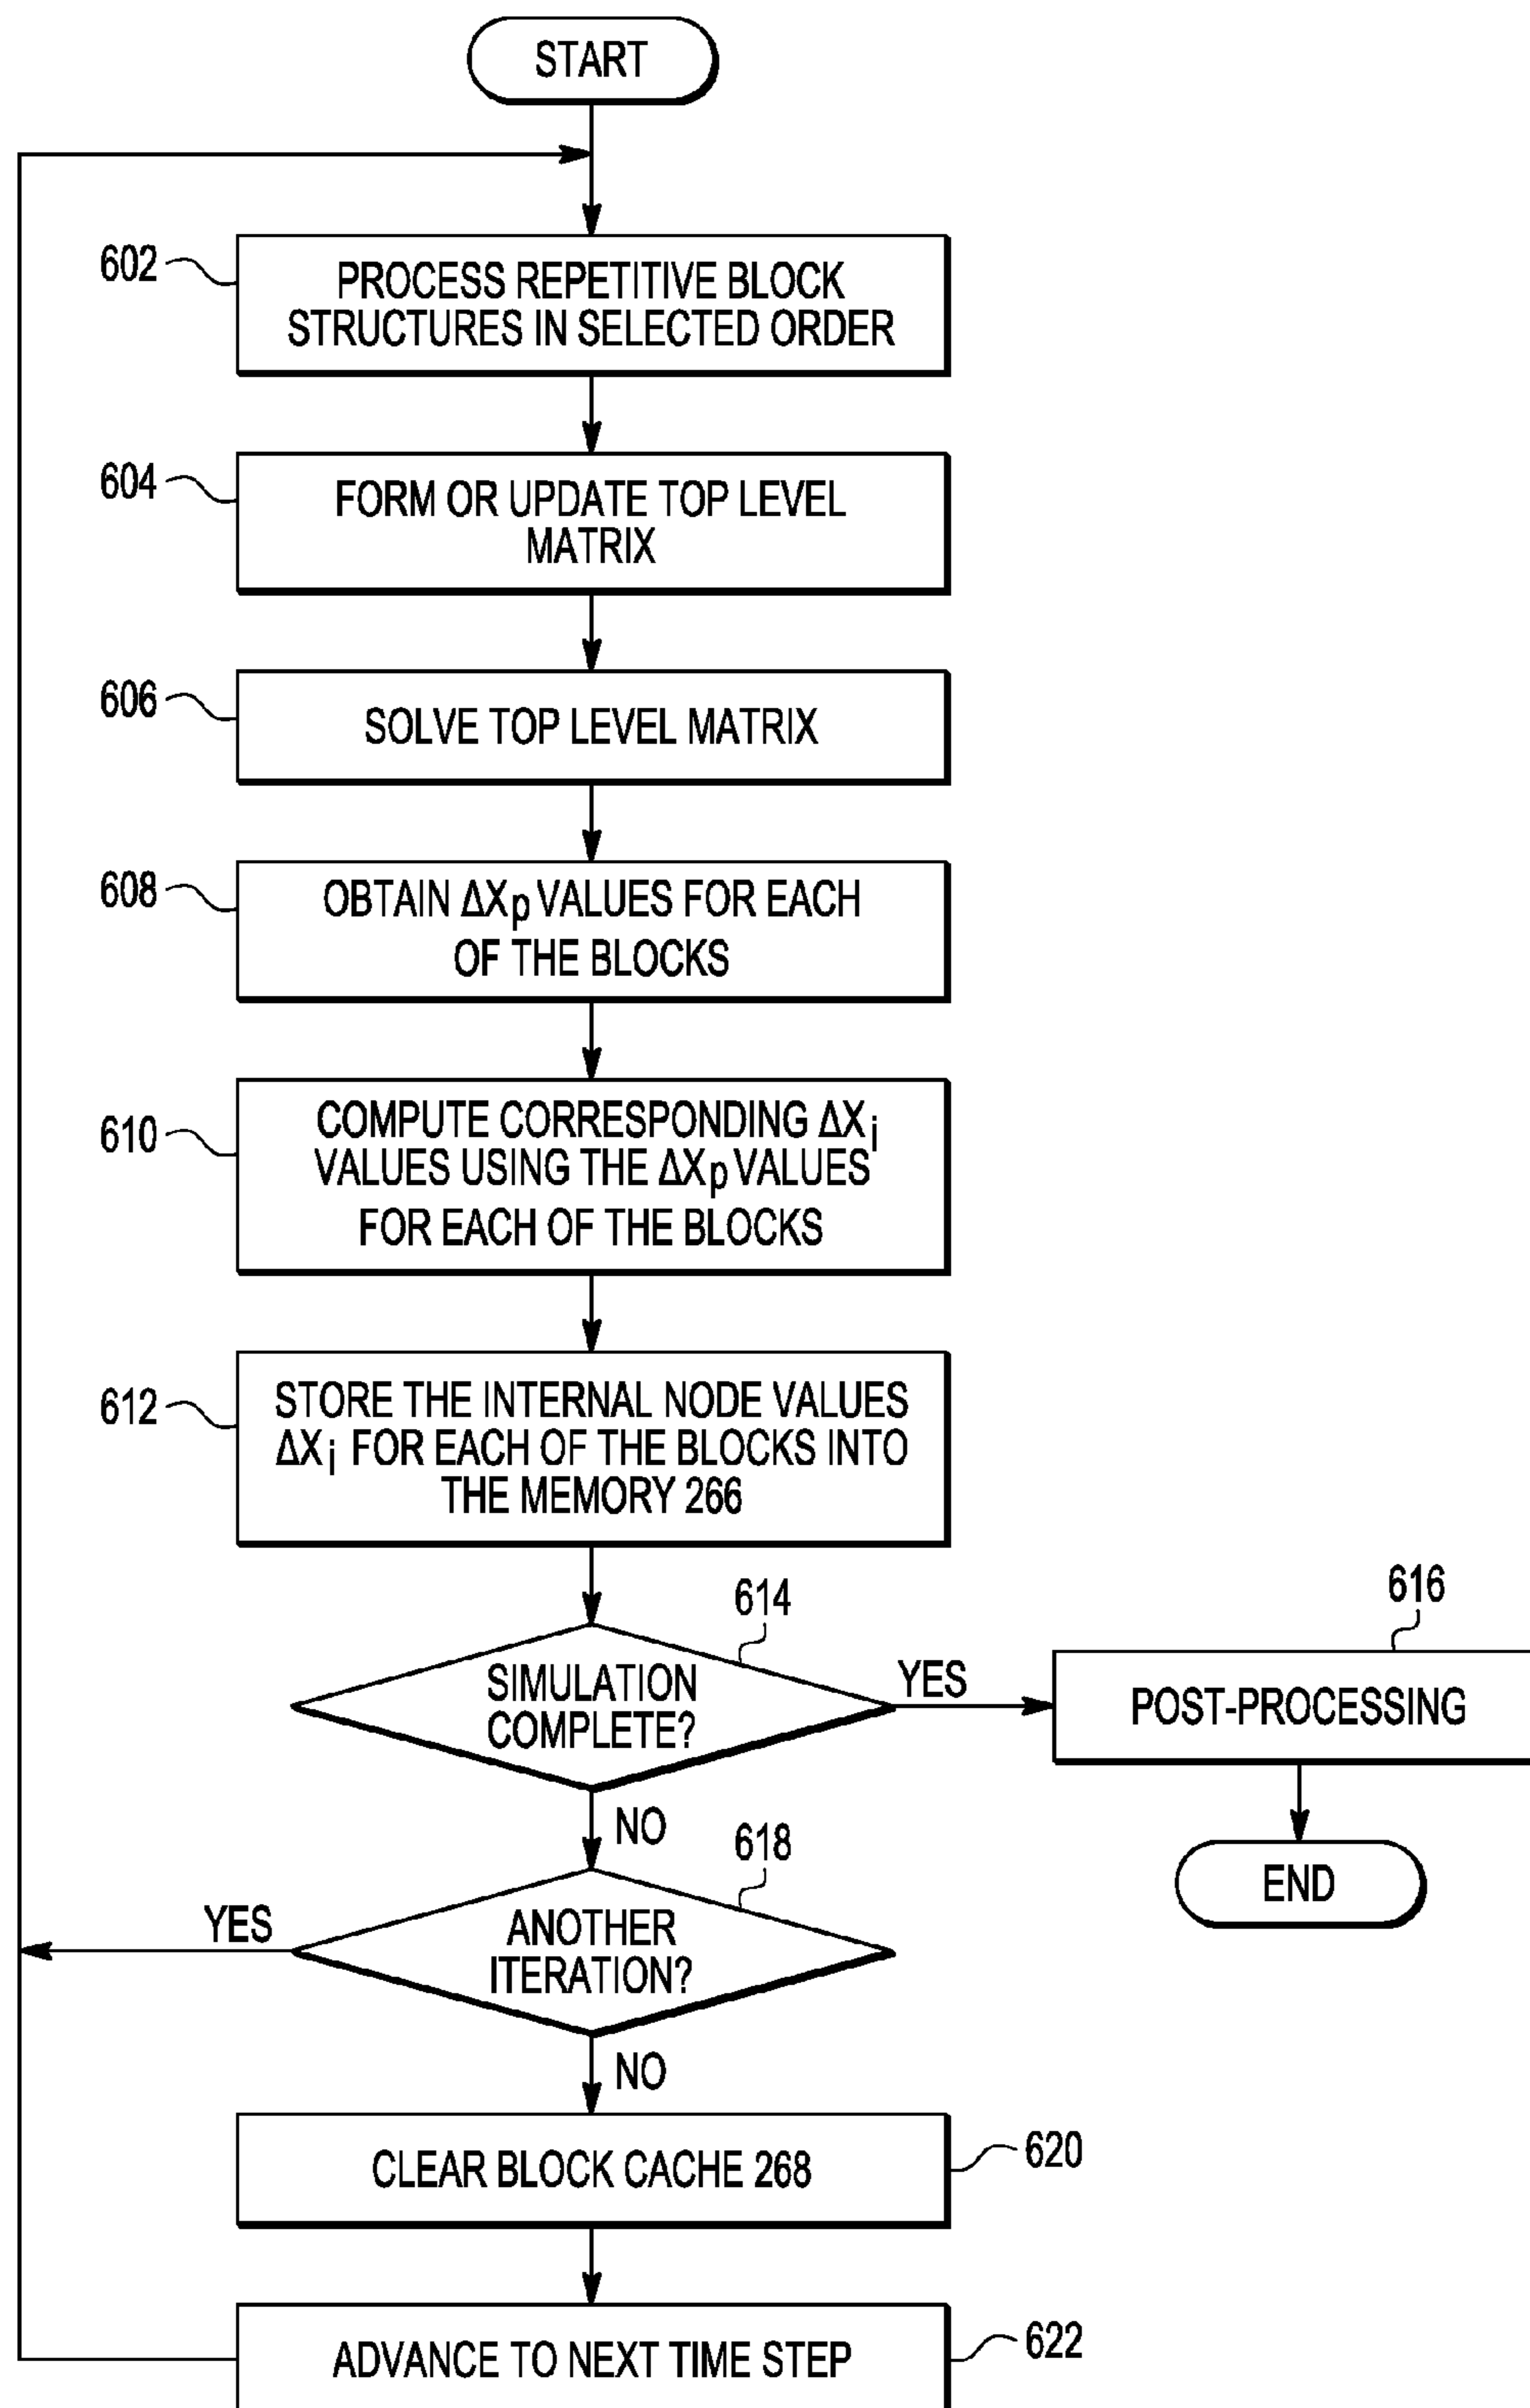 START
602
PROCESS REPETITIVE BLOCK
STRUCTURES IN SELECTED ORDER
604
FORM OR UPDATE TOP LEVEL
MATRIX
606
SOLVE TOP LEVEL MATRIX
608
OBTAIN ΔXp VALUES FOR EACH
OF THE BLOCKS
610
COMPUTE CORRESPONDING ΔXi
VALUES USING THE ΔXp VALUES
FOR EACH OF THE BLOCKS
612
STORE THE INTERNAL NODE VALUES
ΔXi FOR EACH OF THE BLOCKS INTO
THE MEMORY 266
614
SIMULATION
COMPLETE?
YES
616
POST-PROCESSING
END
NO
618
ANOTHER
ITERATION?
YES
NO
CLEAR BLOCK CACHE 268
620
ADVANCE TO NEXT TIME STEP
622